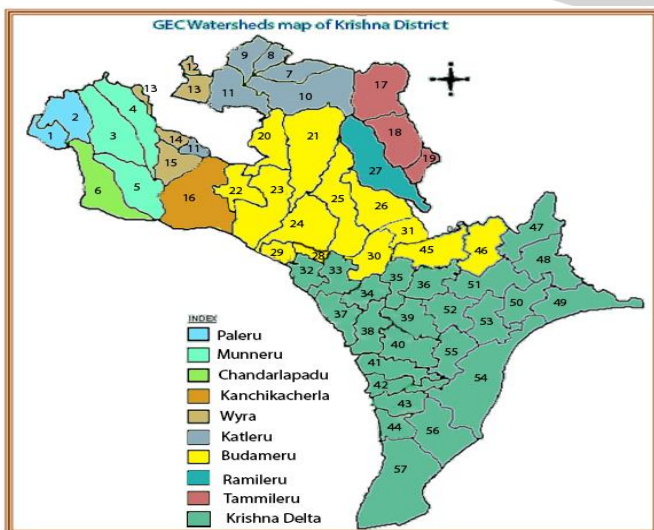 GEC Watersheds map of Krishna District
9 8
12
7
13 13 11 10 17
2 4
1 3 14 11 20 21 18
15 27 19
6 5 16 22 23 25 26
24 31 47
29 28 30 45 46 48
32 33 35 36 51
34 50 49
37 39 52 53
38 40 55
41 54
42
43
44 56
57
INDEX
Paleru
Munneru
Chandarlapadu
Kanchikacherla
Wyra
Katleru
Budameru
Ramileru
Tammileru
Krishna Delta